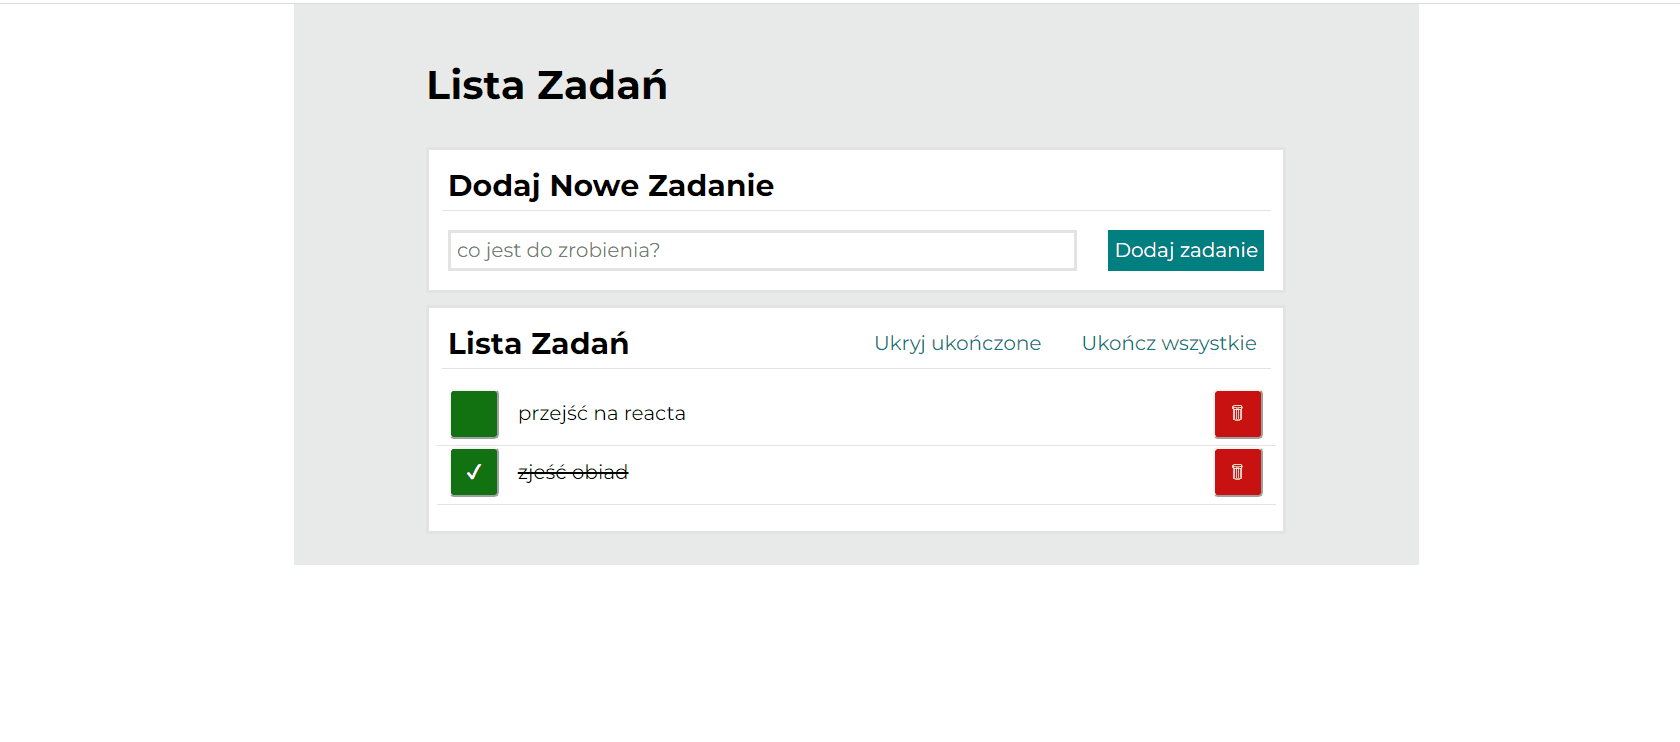 Lista Zadań
Dodaj Nowe Zadanie
co jest do zrobienia? Dodaj zadanie
Lista Zadań Ukryj ukończone Ukończ wszystkie
przejść na reacta
✓ zjeść obiad